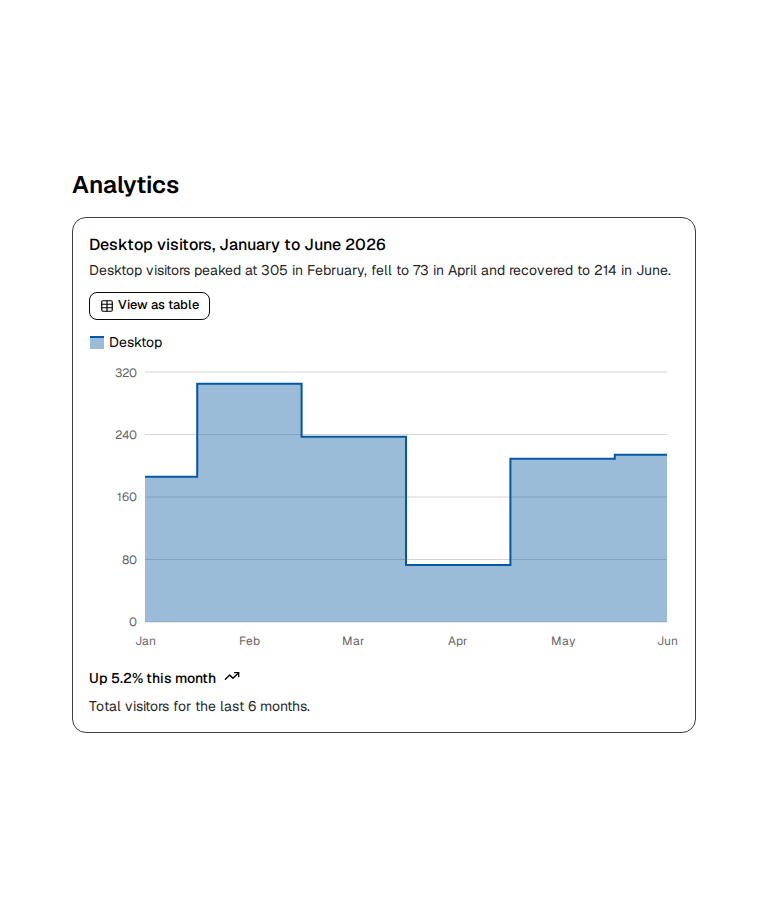 Analytics
Desktop visitors, January to June 2026
Desktop visitors peaked at 305 in February, fell to 73 in April and recovered to 214 in June.
View as table
Desktop
320
240
160
80
0
Jan Feb Mar Apr May Jun
Up 5.2% this month
Total visitors for the last 6 months.